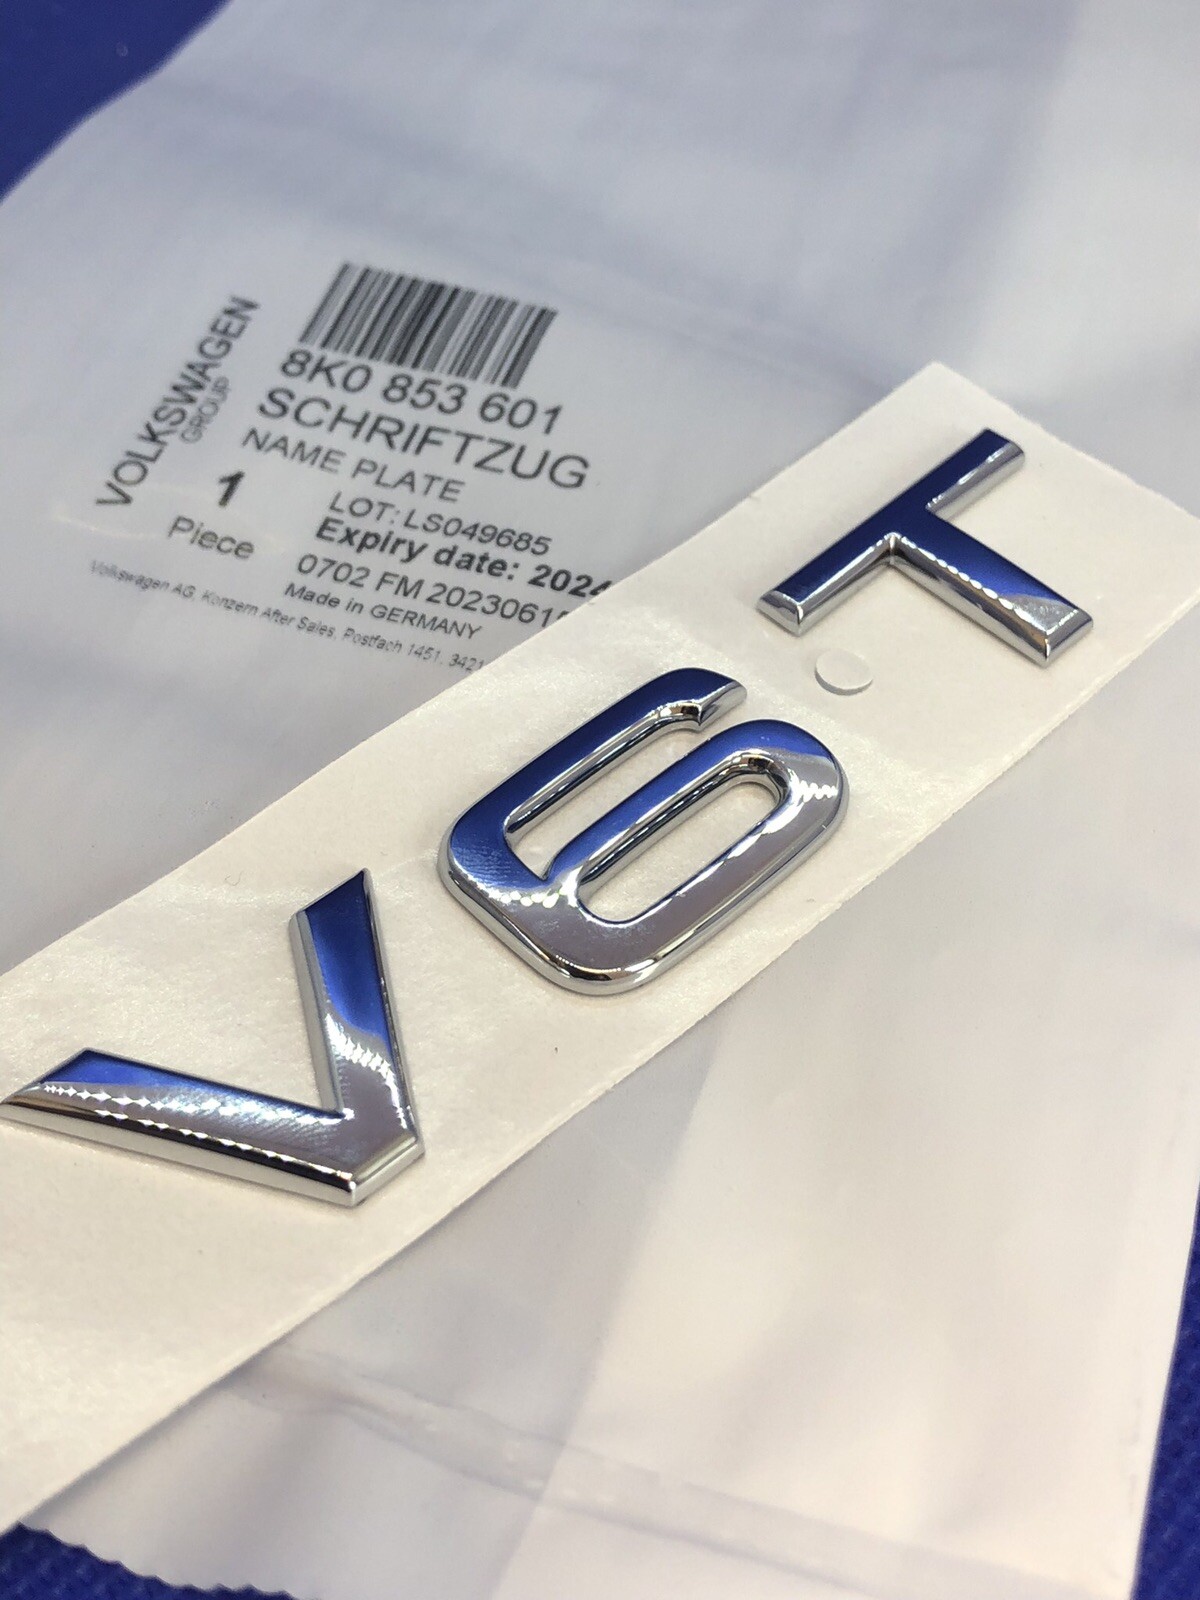 VOLKSWAGEN
GROUP
8K0 853 601
SCHRIFTZUG
NAME PLATE
1
Piece
LOT: LS049685
Expiry date: 2024
0702 FM 2023061
Made in GERMANY
Volkswagen AG, Konzern After Sales, Postfach 1451, 3421
V6T